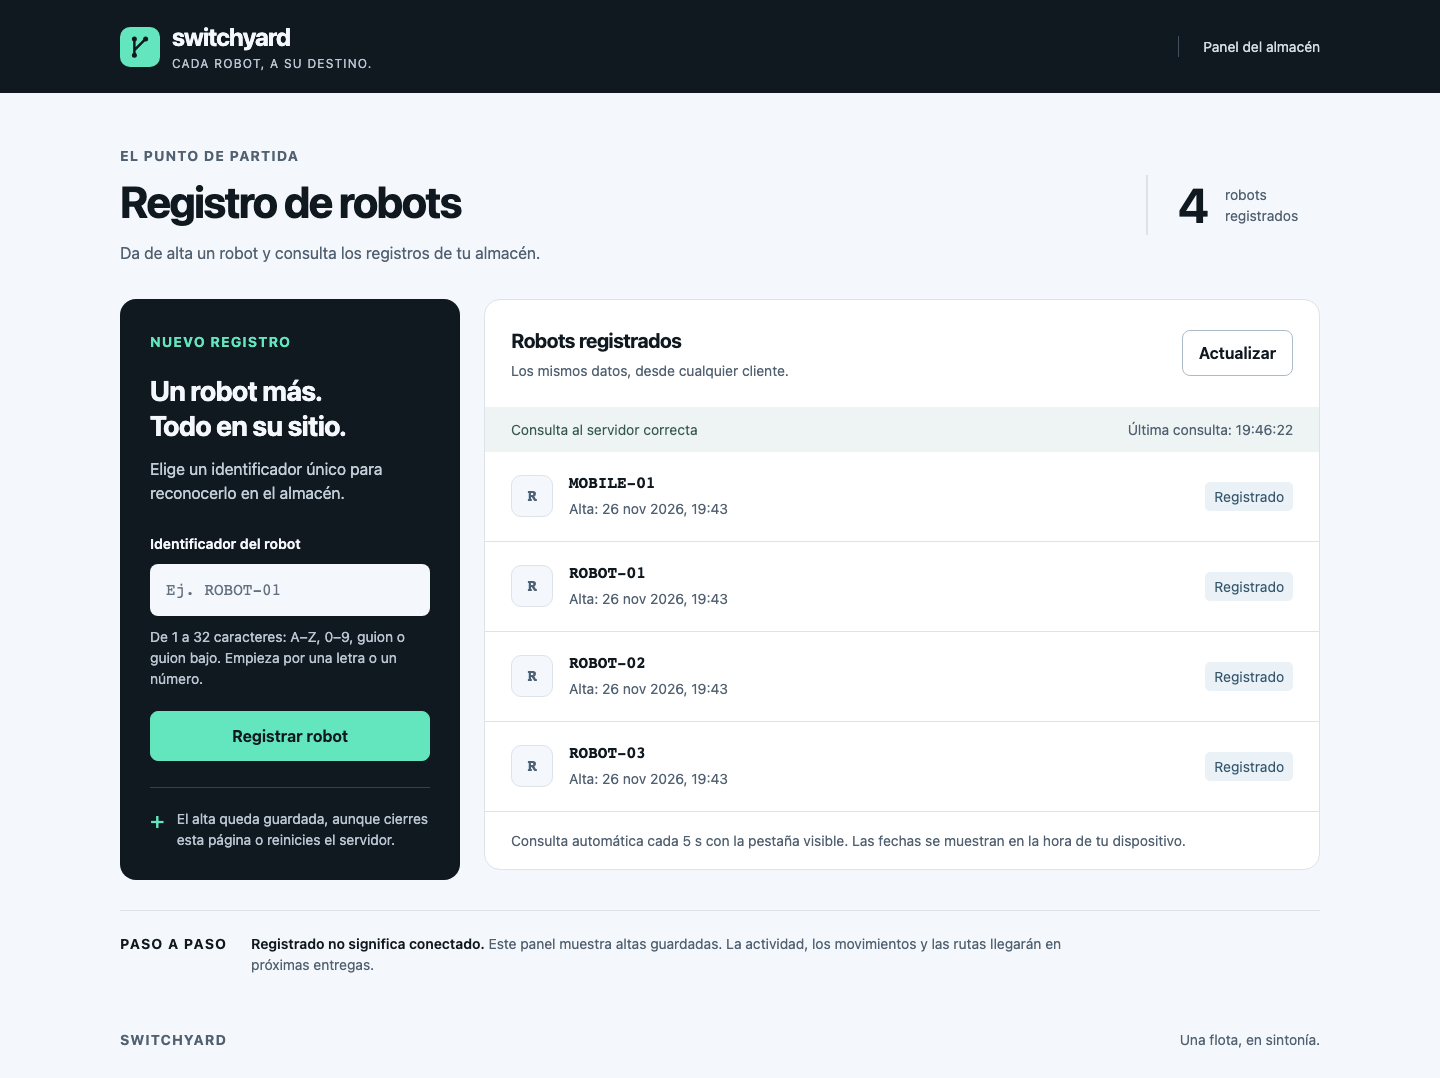 switchyard
CADA ROBOT, A SU DESTINO.
Panel del almacén
EL PUNTO DE PARTIDA
Registro de robots
Da de alta un robot y consulta los registros de tu almacén.
4
robots
registrados
NUEVO REGISTRO
Un robot más.
Todo en su sitio.
Elige un identificador único para
reconocerlo en el almacén.
Identificador del robot
Ej. ROBOT-01
De 1 a 32 caracteres: A–Z, 0–9, guion o
guion bajo. Empieza por una letra o un
número.
Registrar robot
+ El alta queda guardada, aunque cierres
esta página o reinicies el servidor.
Robots registrados
Los mismos datos, desde cualquier cliente.
Actualizar
Consulta al servidor correcta
Última consulta: 19:46:22
R
MOBILE-01
Alta: 26 nov 2026, 19:43
Registrado
R
ROBOT-01
Alta: 26 nov 2026, 19:43
Registrado
R
ROBOT-02
Alta: 26 nov 2026, 19:43
Registrado
R
ROBOT-03
Alta: 26 nov 2026, 19:43
Registrado
Consulta automática cada 5 s con la pestaña visible. Las fechas se muestran en la hora de tu dispositivo.
PASO A PASO
Registrado no significa conectado. Este panel muestra altas guardadas. La actividad, los movimientos y las rutas llegarán en
próximas entregas.
SWITCHYARD
Una flota, en sintonía.